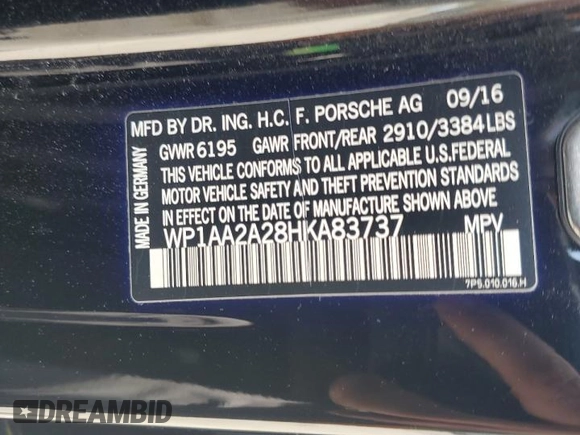 MFD BY DR. ING. H.C. F. PORSCHE AG 09/16
GVWR 6195 GAWR FRONT/REAR 2910/3384 LBS
THIS VEHICLE CONFORMS TO ALL APPLICABLE U.S. FEDERAL
MOTOR VEHICLE SAFETY AND THEFT PREVENTION STANDARDS
IN EFFECT ON THE DATE OF MANUFACTURE SHOWN ABOVE
WP1AA2A28HKA83737 MPV
7P5.010.016.H
MADE IN GERMANY
DREAMBID